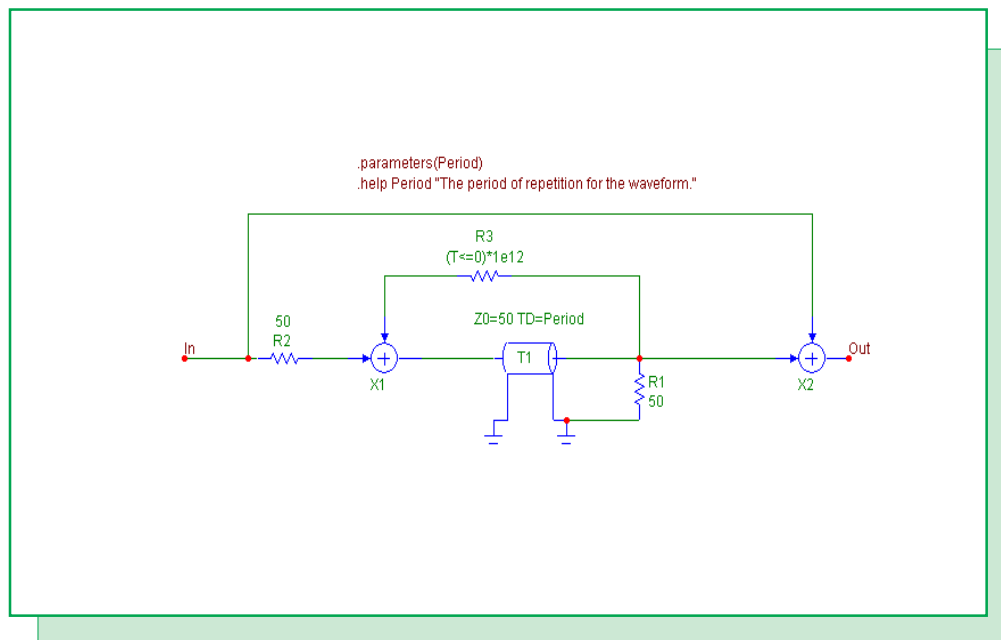 .parameters(Period)
.help Period "The period of repetition for the waveform."
R3
(T<=0)*1e12
50
R2
Z0=50 TD=Period
In
T1
Out
X1
X2
R1
50